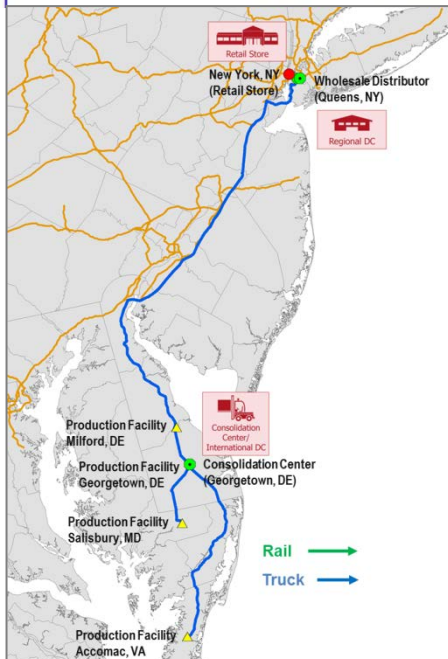 Retail Store
New York, NY
(Retail Store)
Wholesale Distributor
(Queens, NY)
Regional DC
Consolidation
Center/
International DC
Production Facility
Milford, DE
Production Facility
Georgetown, DE
Consolidation Center
(Georgetown, DE)
Production Facility
Salisbury, MD
Rail
Truck
Production Facility
Accomac, VA